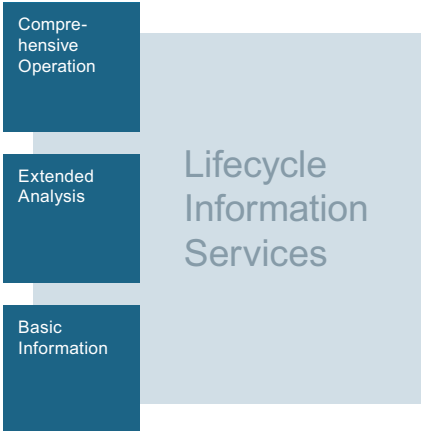 Compre-
hensive
Operation
Extended
Analysis
Basic
Information
Lifecycle
Information
Services